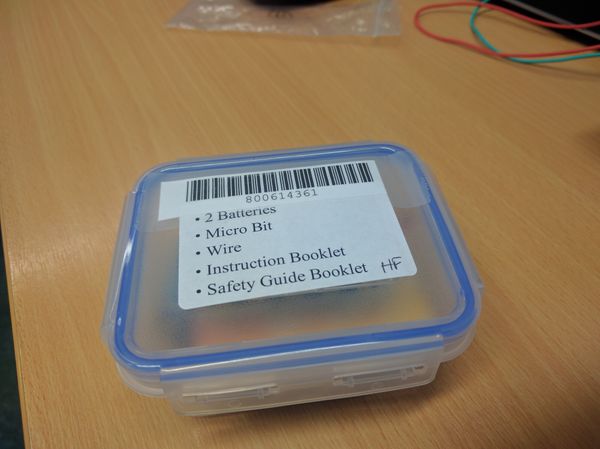 800614361
• 2 Batteries
• Micro Bit
• Wire
• Instruction Booklet
• Safety Guide Booklet HF